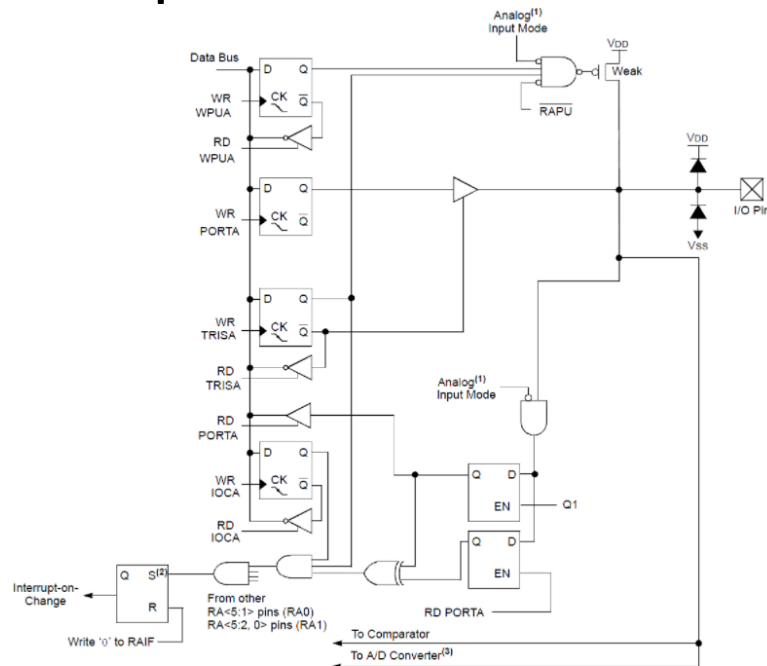 Analog(1)
Input Mode
VDD
Data Bus
D Q
Weak
WR
WPUA
CK Q
RAPU
RD
WPUA
VDD
D Q
WR
PORTA
CK Q
I/O Pin
VSS
D Q
WR
TRISA
CK Q
RD
TRISA
Analog(1)
Input Mode
RD
PORTA
D Q
WR
IOCA
CK Q
Q D
EN
Q1
RD
IOCA
Q D
EN
Q S(2)
R
Interrupt-on-
Change
From other
RA<5:1> pins (RA0)
RA<5:2, 0> pins (RA1)
RD PORTA
Write '0' to RAIF
To Comparator
To A/D Converter(3)